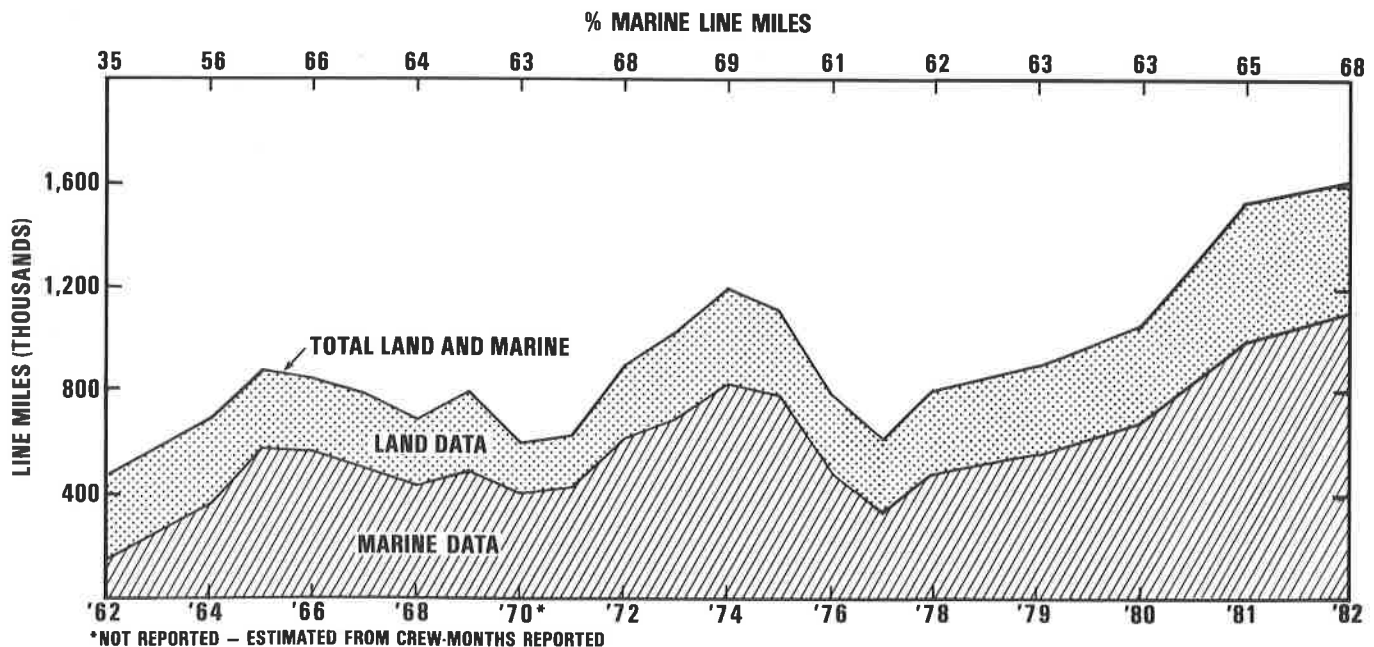 % MARINE LINE MILES
35 56 66 64 63 68 69 61 62 63 63 65 68
LINE MILES (THOUSANDS)
1,600
1,200
800
400
TOTAL LAND AND MARINE
LAND DATA
MARINE DATA
'62 '64 '66 '68 '70* '72 '74 '76 '78 '79 '80 '81 '82
*NOT REPORTED – ESTIMATED FROM CREW-MONTHS REPORTED